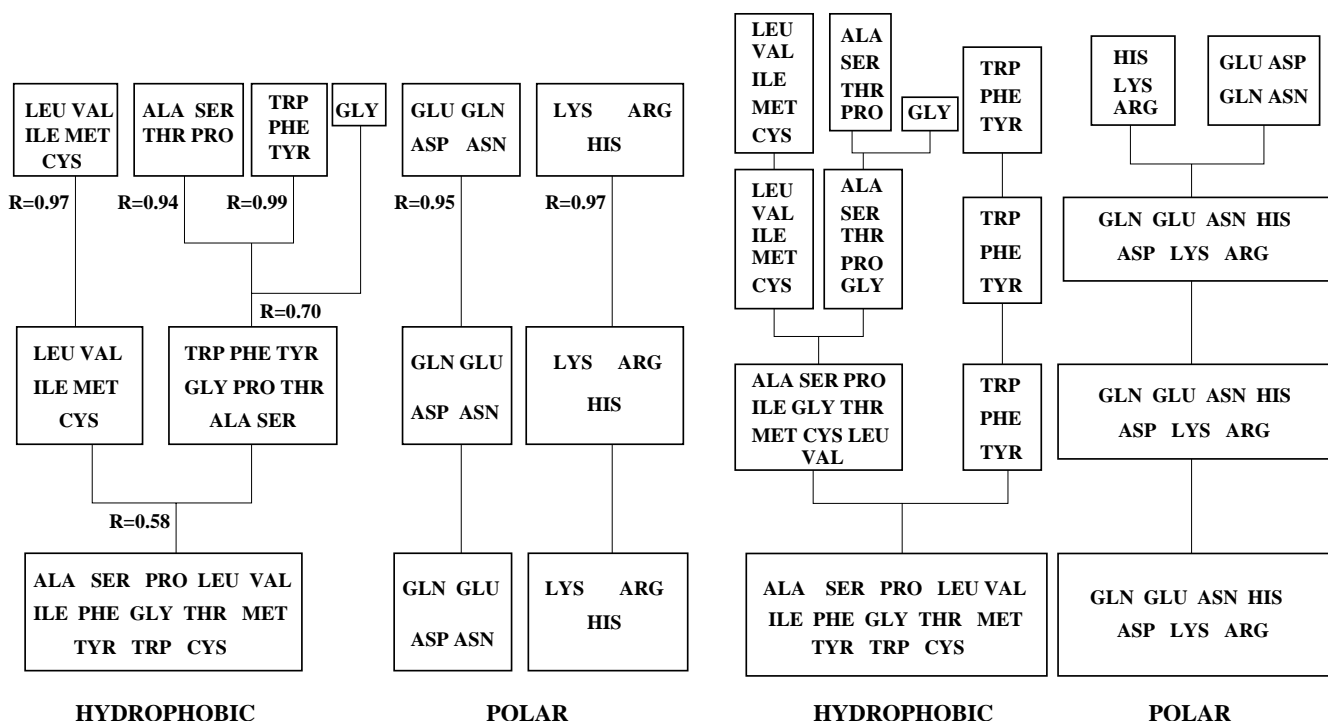 LEU VAL
ILE MET
CYS
ALA SER
THR PRO
TRP
PHE
TYR
GLY
GLU GLN
ASP ASN
LYS ARG
HIS
R=0.97
R=0.94
R=0.99
R=0.95
R=0.97
R=0.70
LEU VAL
ILE MET
CYS
TRP PHE TYR
GLY PRO THR
ALA SER
GLN GLU
ASP ASN
LYS ARG
HIS
R=0.58
ALA SER PRO LEU VAL
ILE PHE GLY THR MET
TYR TRP CYS
GLN GLU
ASP ASN
LYS ARG
HIS
HYDROPHOBIC
POLAR
LEU
VAL
ILE
MET
CYS
ALA
SER
THR
PRO
GLY
TRP
PHE
TYR
HIS
LYS
ARG
GLU ASP
GLN ASN
LEU
VAL
ILE
MET
CYS
ALA
SER
THR
PRO
GLY
TRP
PHE
TYR
GLN GLU ASN HIS
ASP LYS ARG
ALA SER PRO
ILE GLY THR
MET CYS LEU
VAL
TRP
PHE
TYR
GLN GLU ASN HIS
ASP LYS ARG
ALA SER PRO LEU VAL
ILE PHE GLY THR MET
TYR TRP CYS
GLN GLU ASN HIS
ASP LYS ARG
HYDROPHOBIC
POLAR